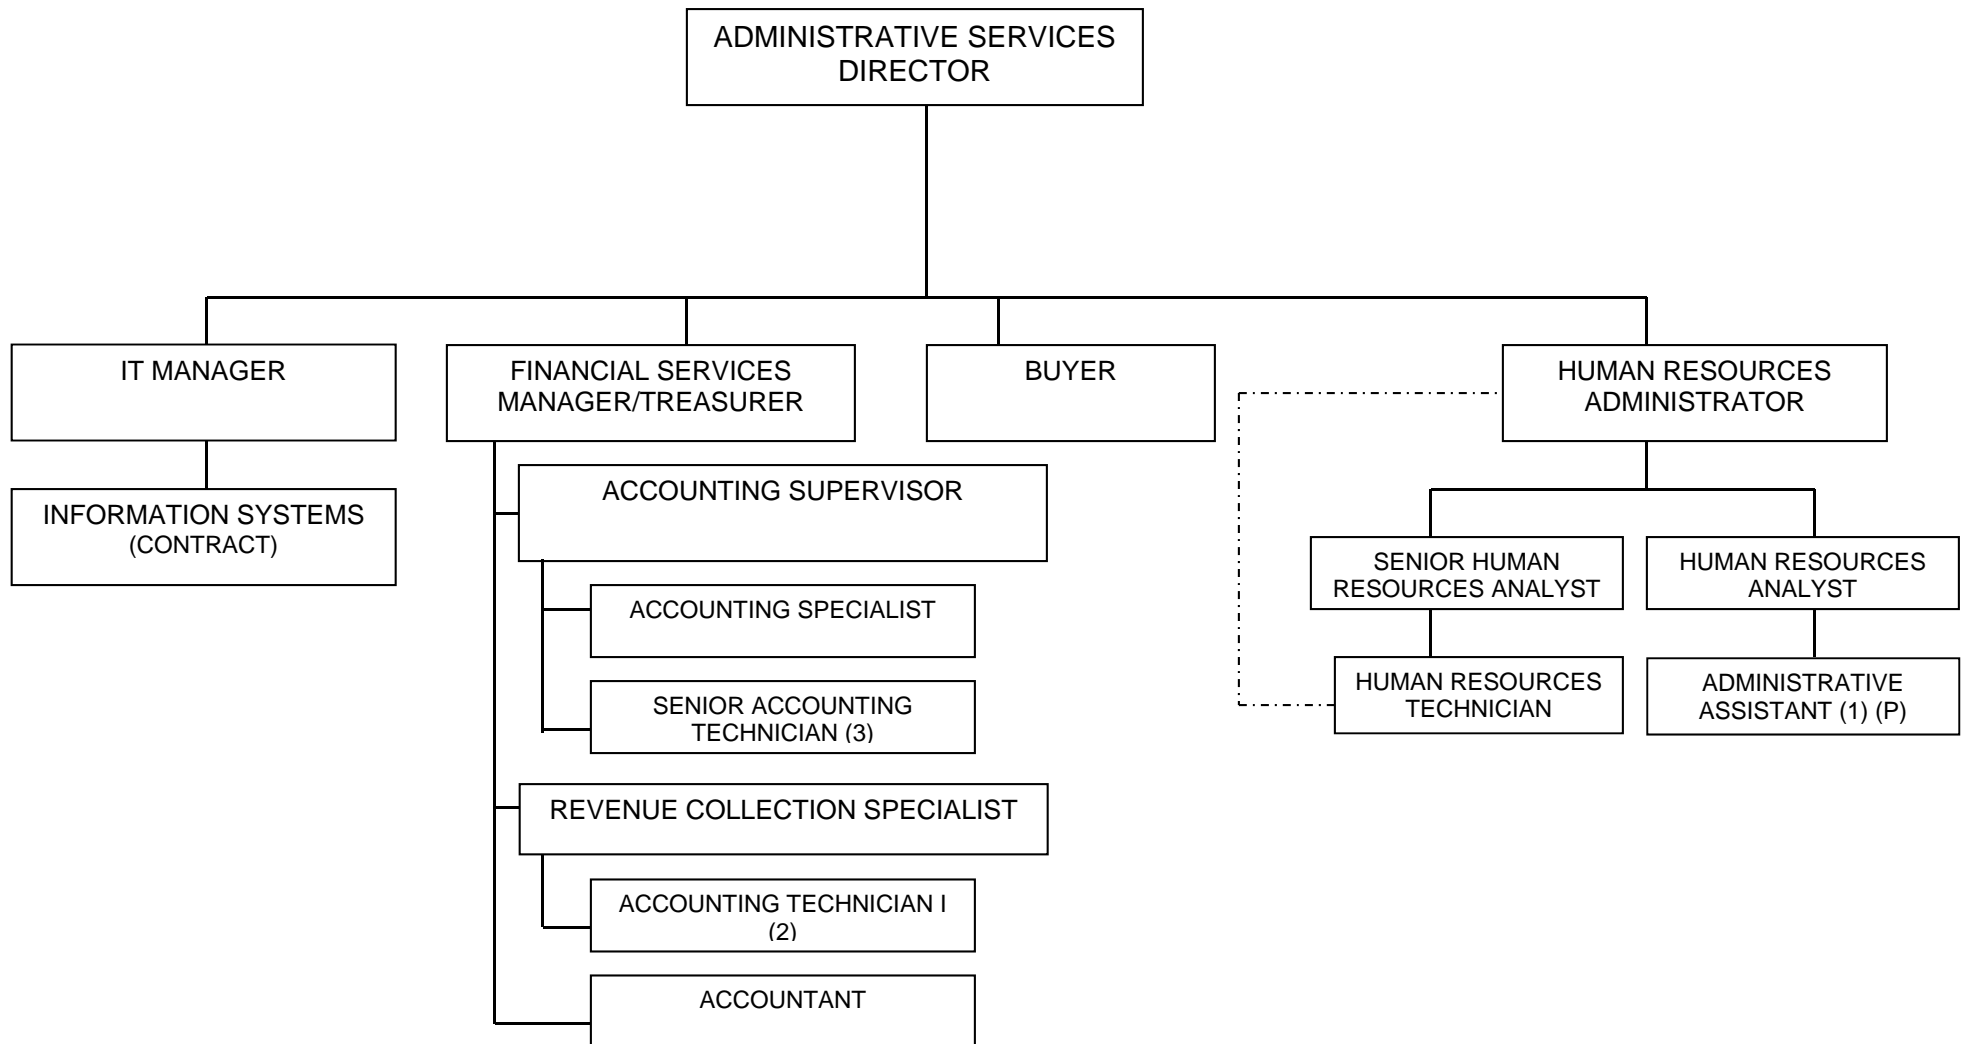 ADMINISTRATIVE SERVICES
DIRECTOR
IT MANAGER
FINANCIAL SERVICES
MANAGER/TREASURER
BUYER
HUMAN RESOURCES
ADMINISTRATOR
INFORMATION SYSTEMS
(CONTRACT)
ACCOUNTING SUPERVISOR
ACCOUNTING SPECIALIST
SENIOR ACCOUNTING
TECHNICIAN (3)
REVENUE COLLECTION SPECIALIST
ACCOUNTING TECHNICIAN I
(2)
ACCOUNTANT
SENIOR HUMAN
RESOURCES ANALYST
HUMAN RESOURCES
ANALYST
HUMAN RESOURCES
TECHNICIAN
ADMINISTRATIVE
ASSISTANT (1) (P)